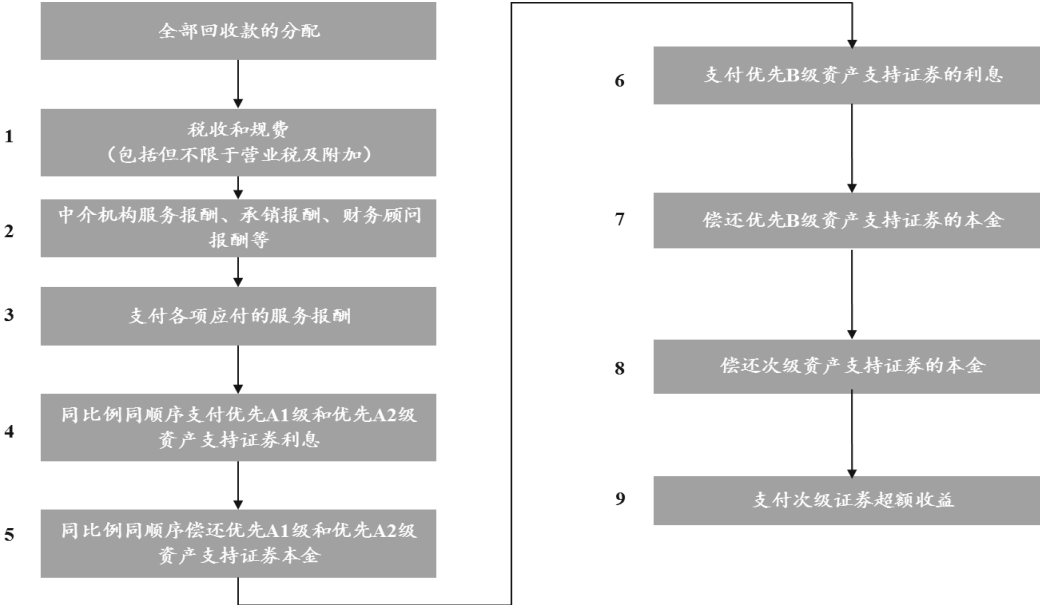 全部回收款的分配
1
税收和规费
（包括但不限于营业税及附加）
2
中介机构服务报酬、承销报酬、财务顾问
报酬等
3
支付各项应付的服务报酬
4
同比例同顺序支付优先A1级和优先A2级
资产支持证券利息
5
同比例同顺序偿还优先A1级和优先A2级
资产支持证券本金
6
支付优先B级资产支持证券的利息
7
偿还优先B级资产支持证券的本金
8
偿还次级资产支持证券的本金
9
支付次级证券超额收益